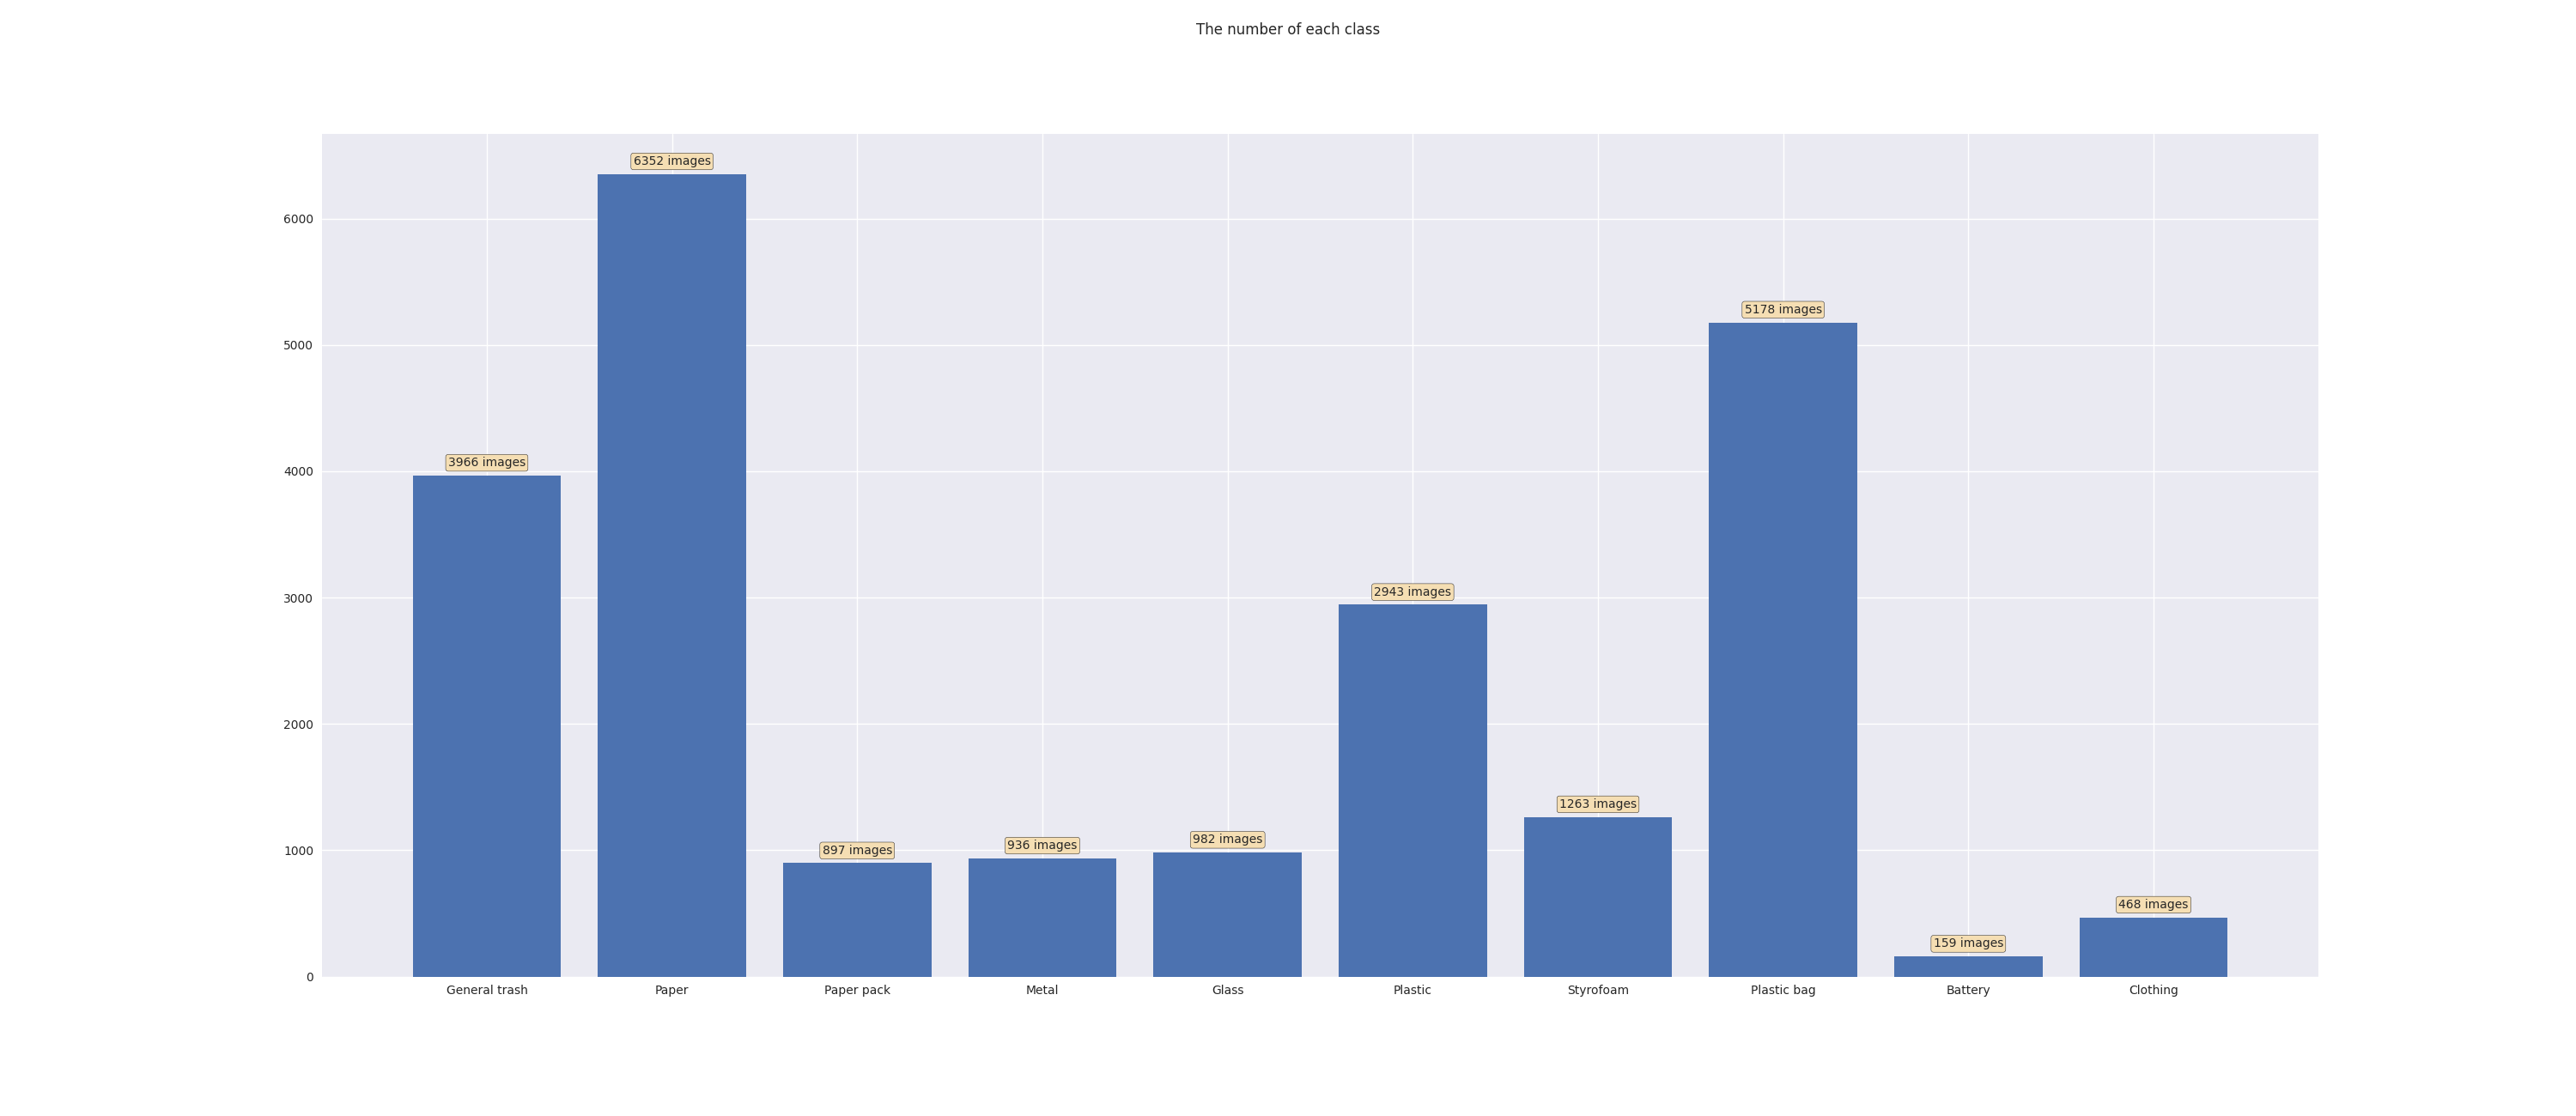 The number of each class
6352 images
6000
5178 images
5000
3966 images
4000
2943 images
3000
2000
1263 images
982 images
936 images
897 images
1000
468 images
159 images
0
General trash Paper Paper pack Metal Glass Plastic Styrofoam Plastic bag Battery Clothing